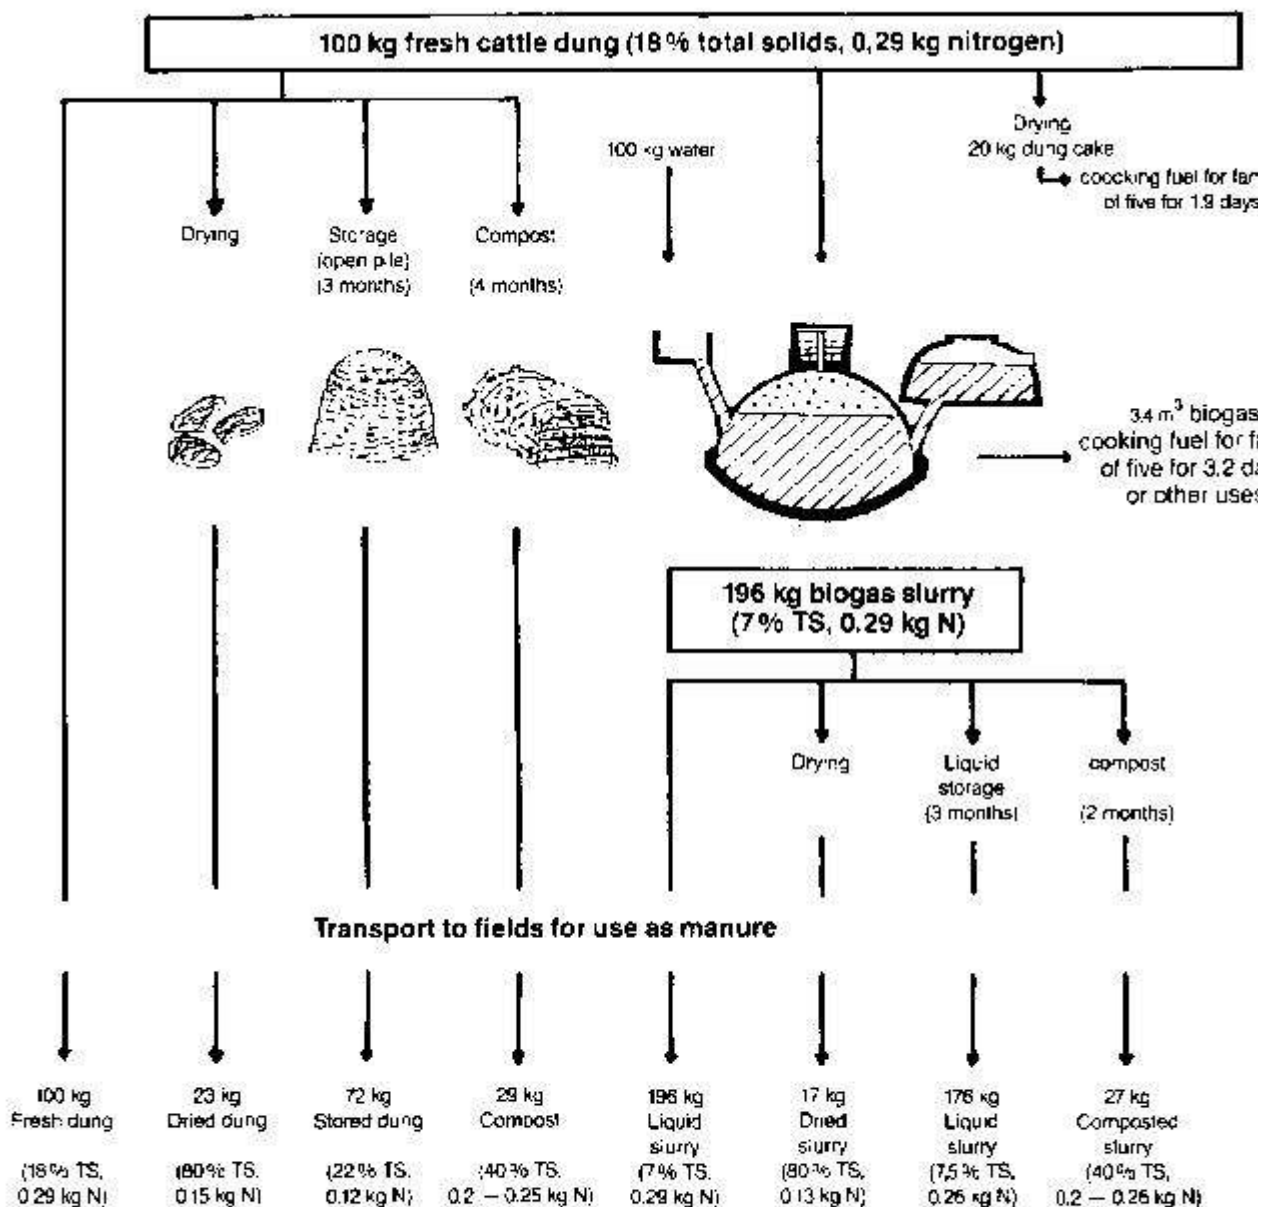 100 kg fresh cattle dung (18% total solids, 0,29 kg nitrogen)
Drying
20 kg dung cake
coocking fuel for fan
of five for 1.9 days
100 kg water
Drying
Storage
(open pile)
(3 months)
Compost
(4 months)
3.4 m³ biogas
cooking fuel for fa
of five for 3.2 da
or other uses
196 kg biogas slurry
(7% TS, 0.29 kg N)
Drying
Liquid
storage
(3 months)
compost
(2 months)
Transport to fields for use as manure
100 kg
Fresh dung
(18% TS.
0.29 kg N)
23 kg
Dried dung
(80% TS.
0.15 kg N)
72 kg
Stored dung
(22% TS.
0.12 kg N)
29 kg
Compost
(40% TS.
0.2 – 0.25 kg N)
196 kg
Liquid
slurry
(7% TS,
0.29 kg N)
17 kg
Dried
slurry
(80% TS,
0.13 kg N)
176 kg
Liquid
slurry
(7,5% TS,
0.26 kg N)
27 kg
Composted
slurry
(40% TS,
0.2 – 0.26 kg N)